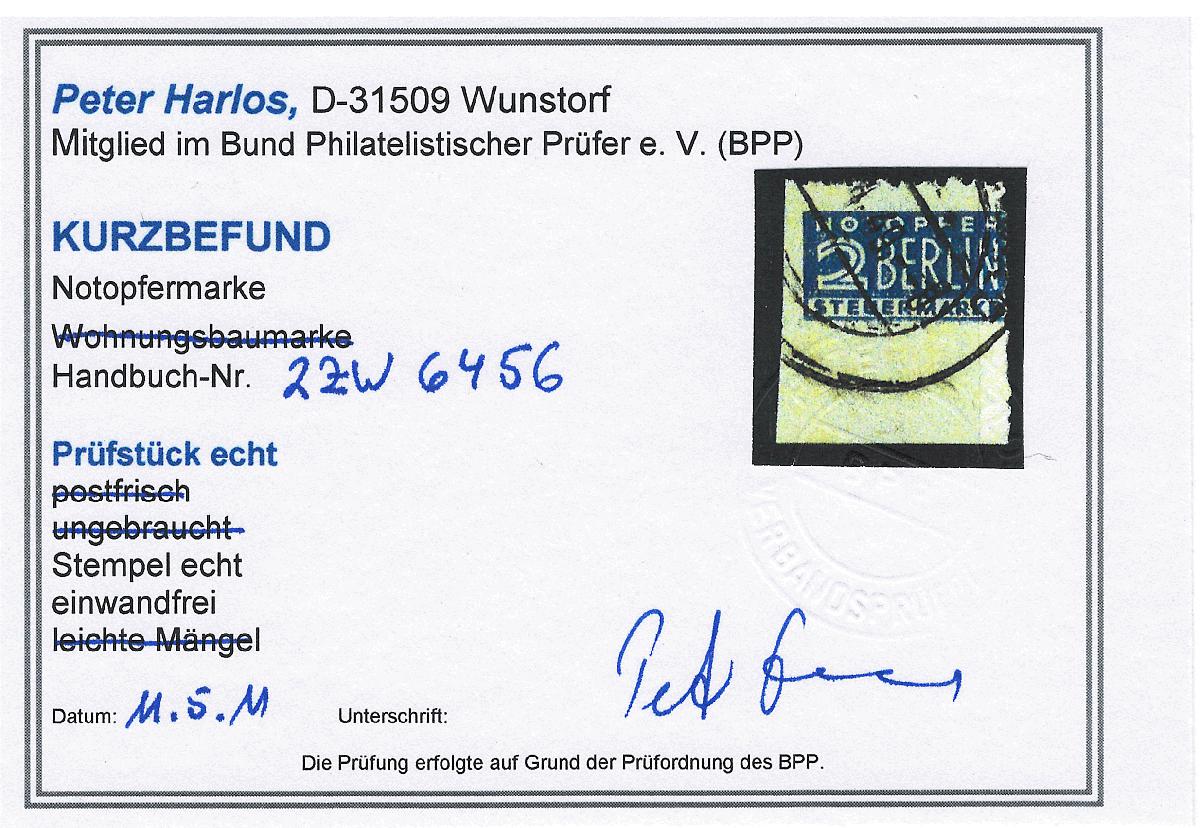 Peter Harlos, D-31509 Wunstorf
Mitglied im Bund Philatelistischer Prüfer e. V. (BPP)
KURZBEFUND
Notopfermarke
Wohnungsbaumarke
Handbuch-Nr. 2ZW 6456
NOTOPFER
2 BERLIN
STEUERMARKE
Prüfstück echt
postfrisch
ungebraucht
Stempel echt
einwandfrei
leichte Mängel
Datum: 11.5.11 Unterschrift:
Die Prüfung erfolgte auf Grund der Prüfordnung des BPP.